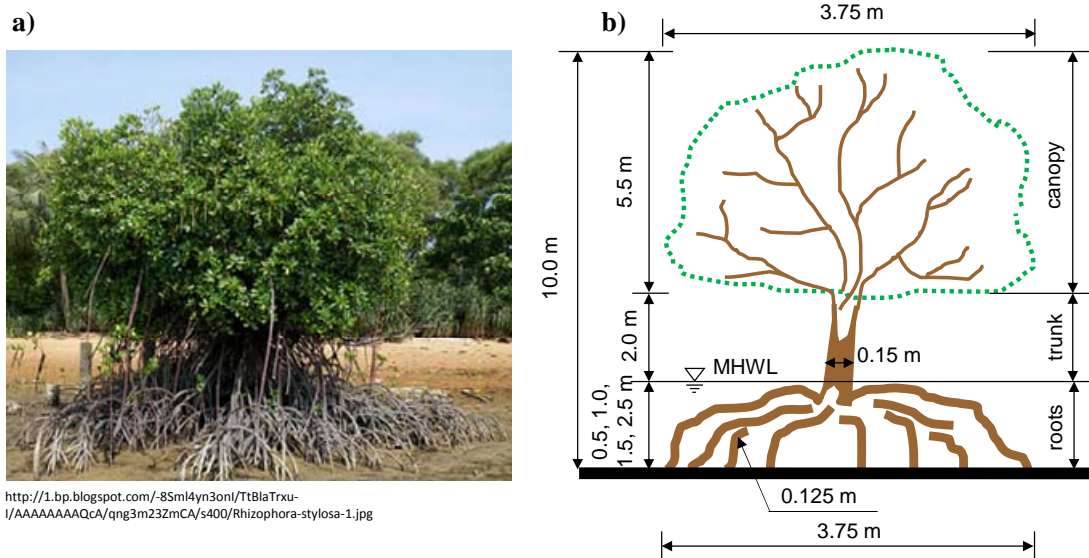 a)
http://1.bp.blogspot.com/-8Sml4yn3onI/TtBlaTrxu-
I/AAAAAAAAQcA/qng3m23ZmCA/s400/Rhizophora-stylosa-1.jpg
b)
3.75 m
10.0 m
5.5 m
canopy
2.0 m
0.15 m
trunk
MHWL
0.5, 1.0,
1.5, 2.5 m
roots
0.125 m
3.75 m